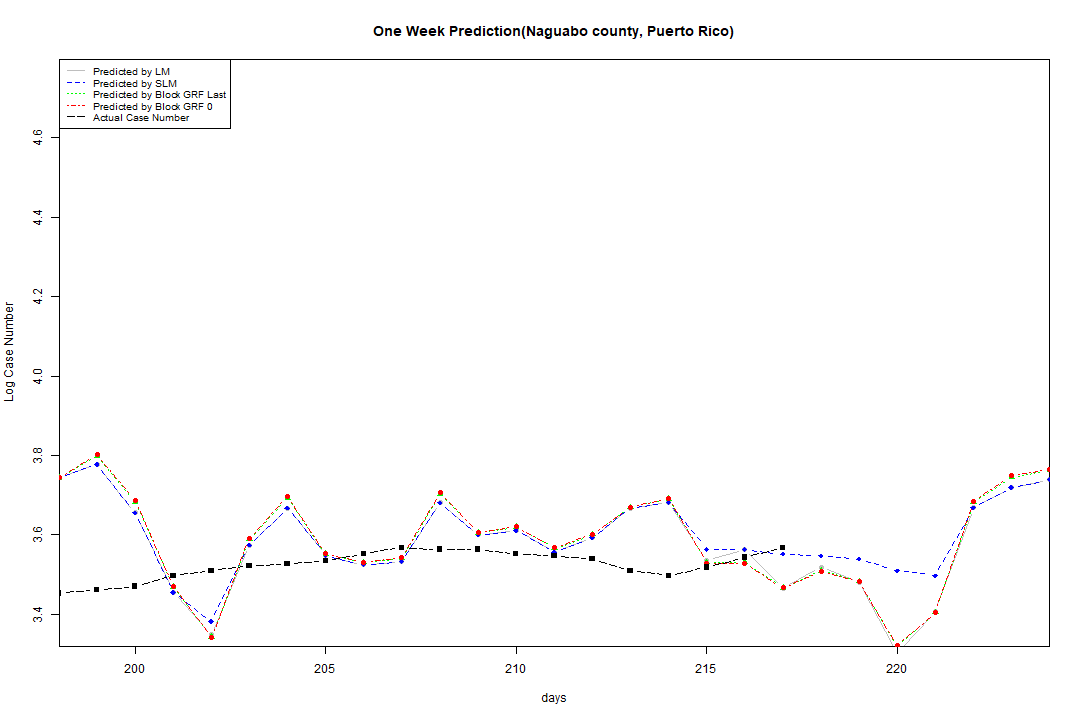 One Week Prediction(Naguabo county, Puerto Rico)
Predicted by LM
Predicted by SLM
Predicted by Block GRF Last
Predicted by Block GRF 0
Actual Case Number
Log Case Number
4.6
4.4
4.2
4.0
3.8
3.6
3.4
200 205 210 215 220
days